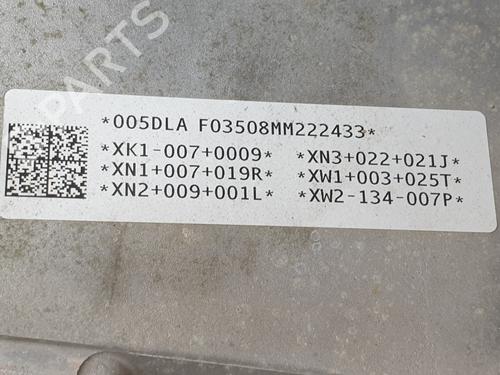 PARTS
*005DLA F03508MM222433*
*XK1-007+0009* *XN3+022+021J*
*XN1+007+019R* *XW1+003+025T*
*XN2+009+001L* *XW2-134-007P*